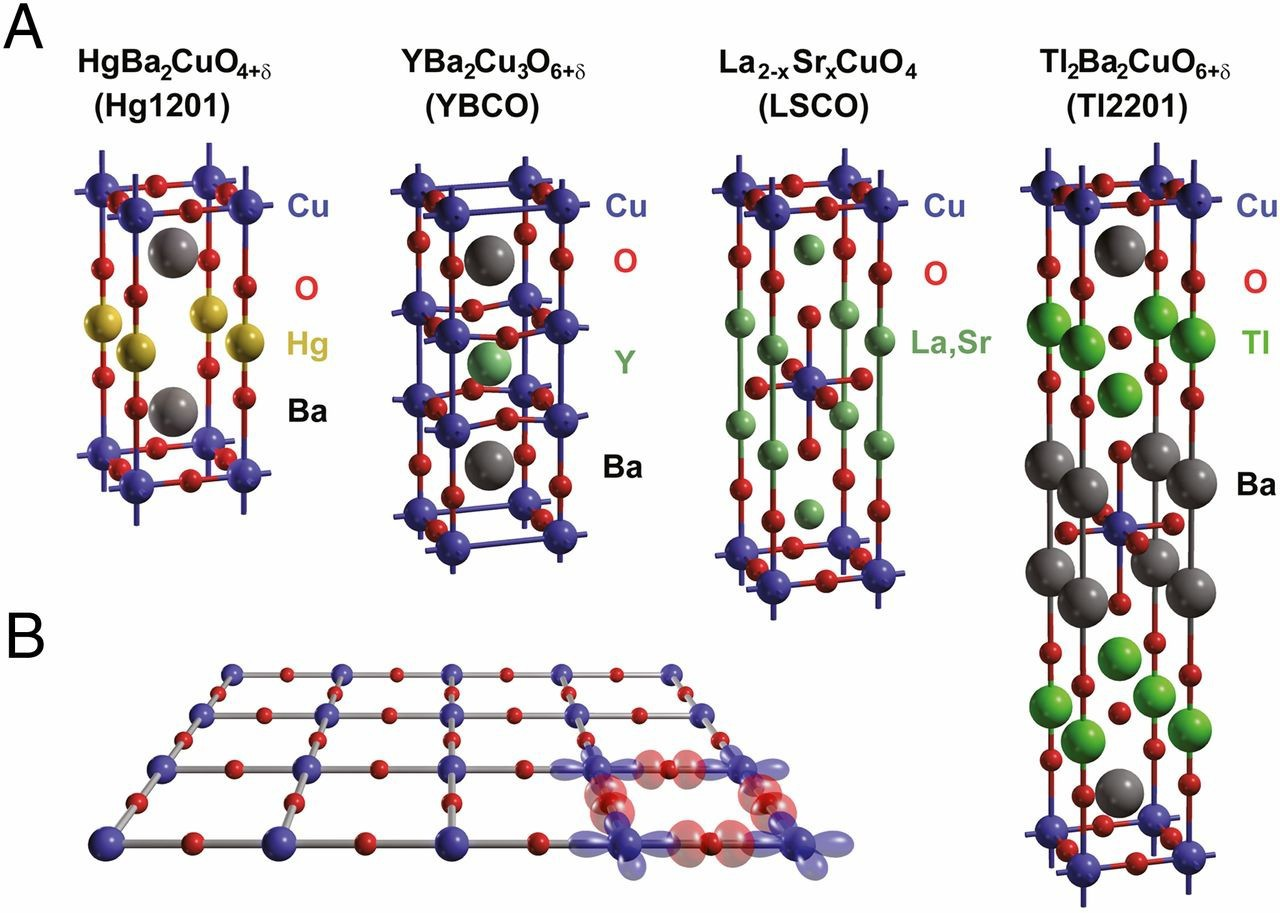 A
HgBa₂CuO₄₊δ
(Hg1201)
YBa₂Cu₃O₆₊δ
(YBCO)
La₂₋ₓSrₓCuO₄
(LSCO)
Tl₂Ba₂CuO₆₊δ
(Tl2201)
Cu
O
Hg
Ba
Cu
O
Y
Ba
Cu
O
La,Sr
Cu
O
Tl
Ba
B